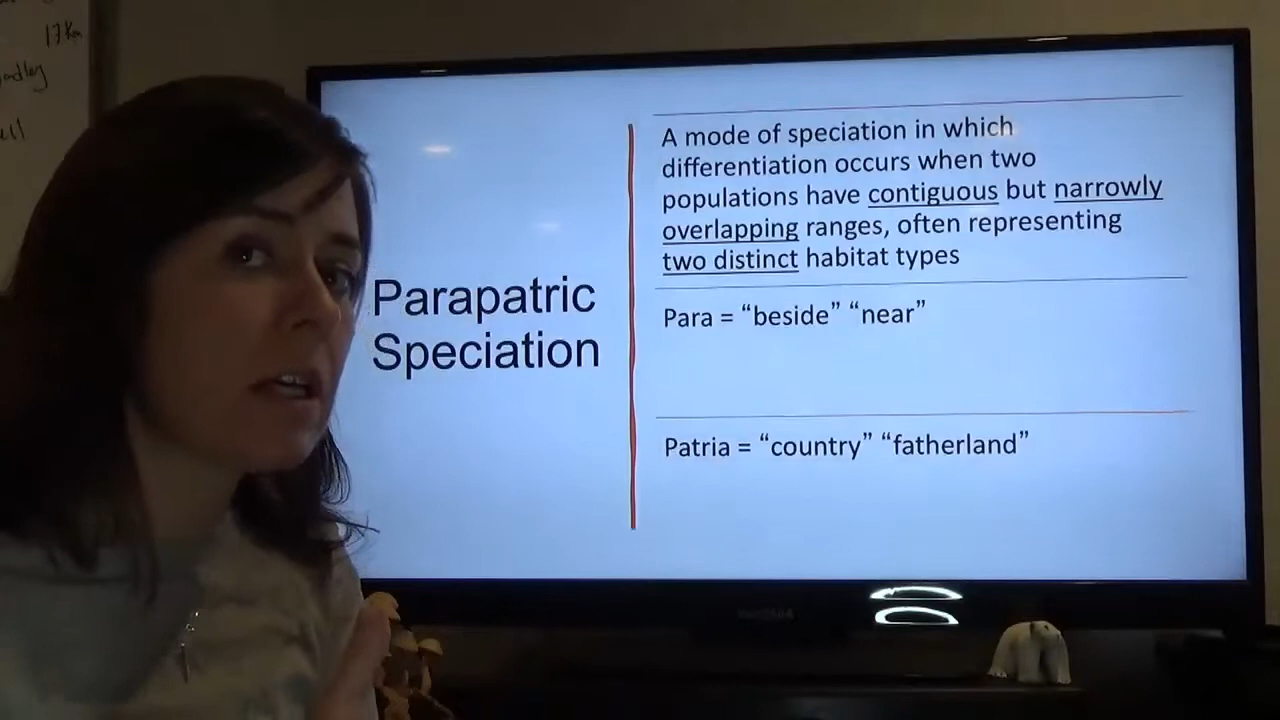 17km
Parapatric
Speciation
A mode of speciation in which
differentiation occurs when two
populations have contiguous but narrowly
overlapping ranges, often representing
two distinct habitat types
Para = “beside” “near”
Patria = “country” “fatherland”